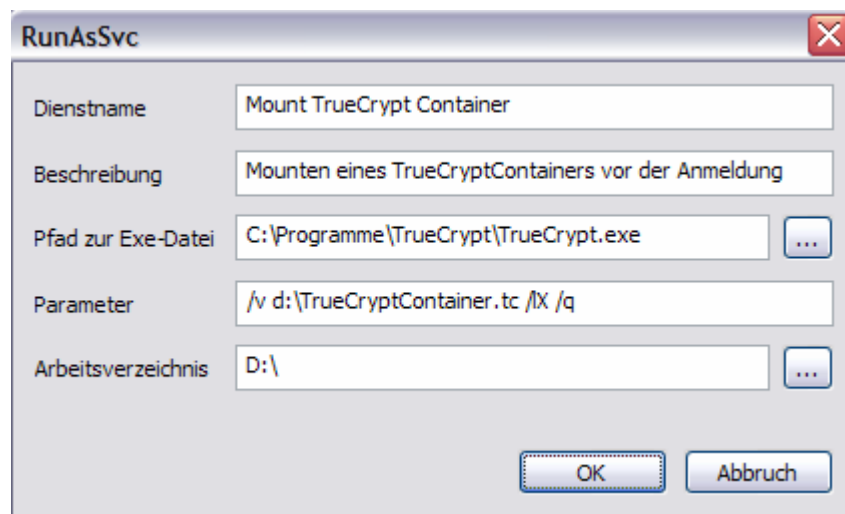 RunAsSvc
Dienstname Mount TrueCrypt Container
Beschreibung Mounten eines TrueCryptContainers vor der Anmeldung
Pfad zur Exe-Datei C:\Programme\TrueCrypt\TrueCrypt.exe ...
Parameter /v d:\TrueCryptContainer.tc /lX /q
Arbeitsverzeichnis D:\ ...
OK Abbruch